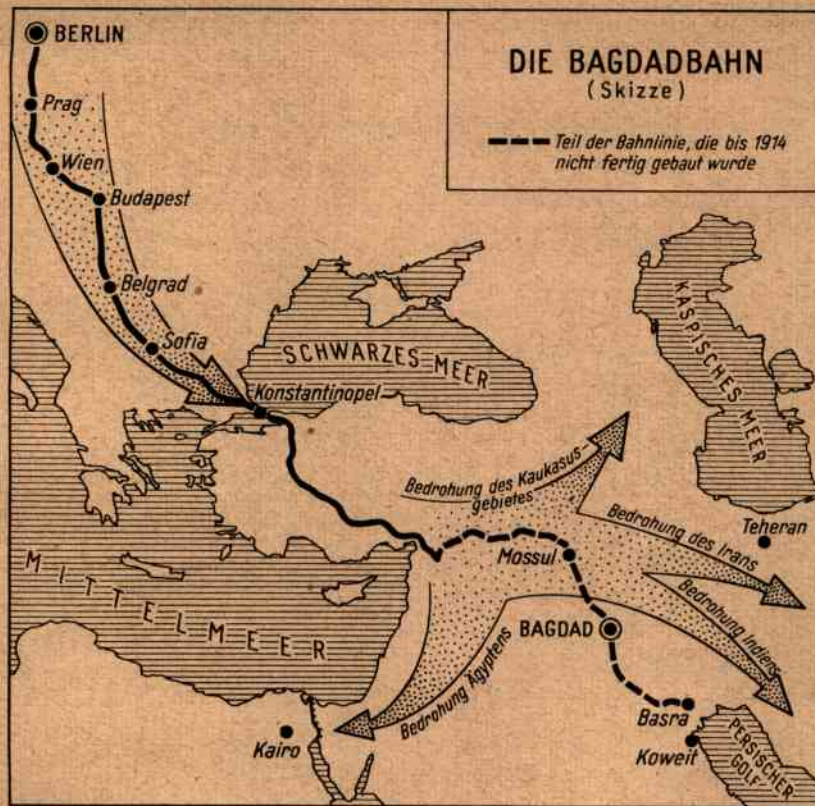 BERLIN
DIE BAGDADBAHN
(Skizze)
Teil der Bahnlinie, die bis 1914
nicht fertig gebaut wurde
Prag
Wien
Budapest
Belgrad
Sofia
Konstantinopel
SCHWARZES MEER
KASPISCHES MEER
Bedrohung des Kaukasus-
gebietes
Bedrohung des Irans
Teheran
Mossul
MITTELMEER
BAGDAD
Bedrohung Indiens
Bedrohung Ägyptens
Basra
Kairo
Koweit
PERSISCHER
GOLF